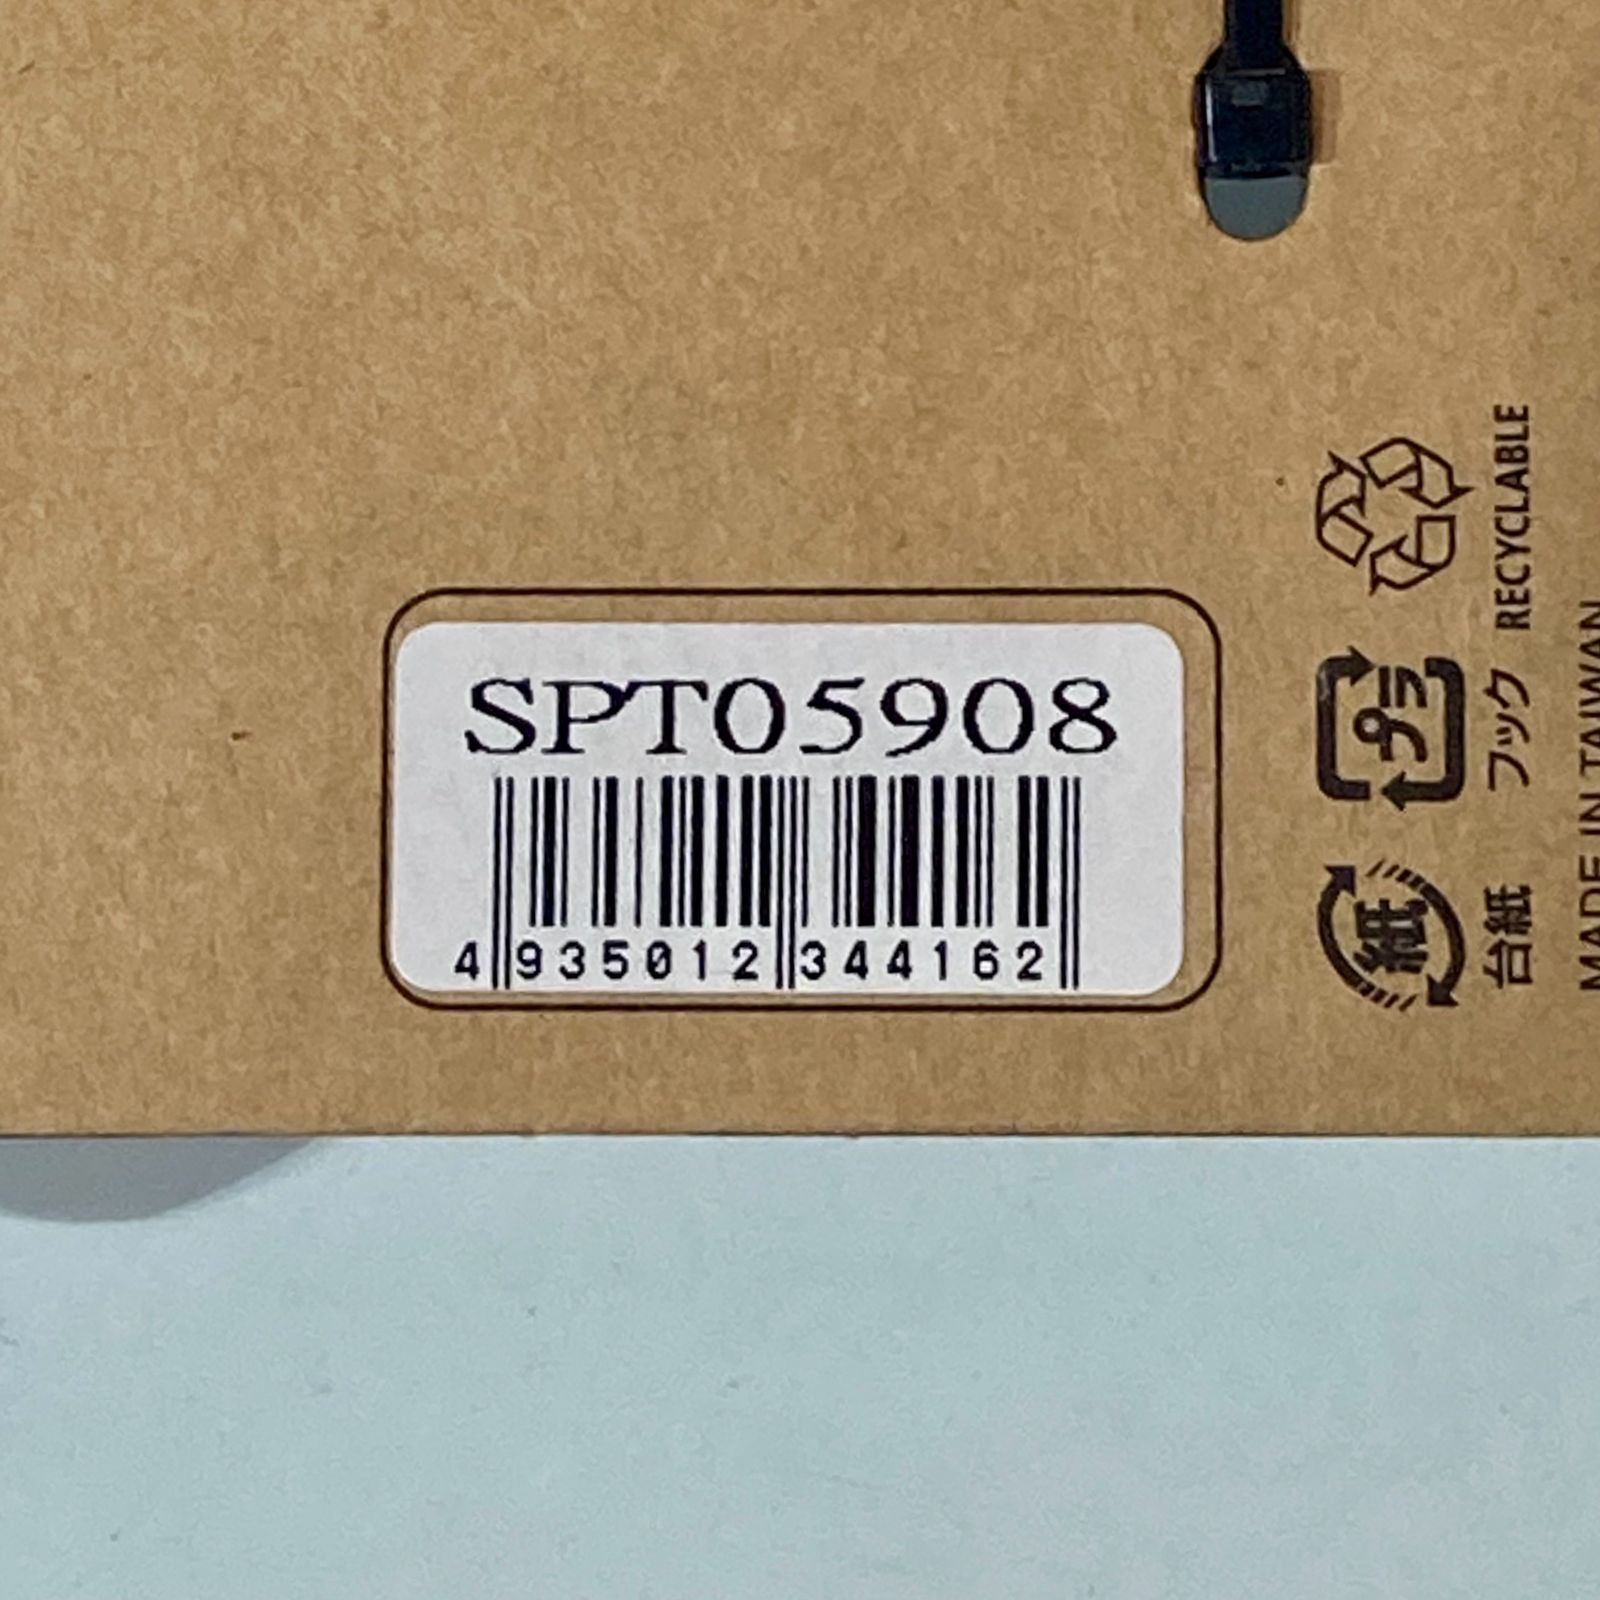 SPT05908
4 935012 344162
RECYCLABLE
プラ
フック
紙
台紙
MADE IN TAIWAN